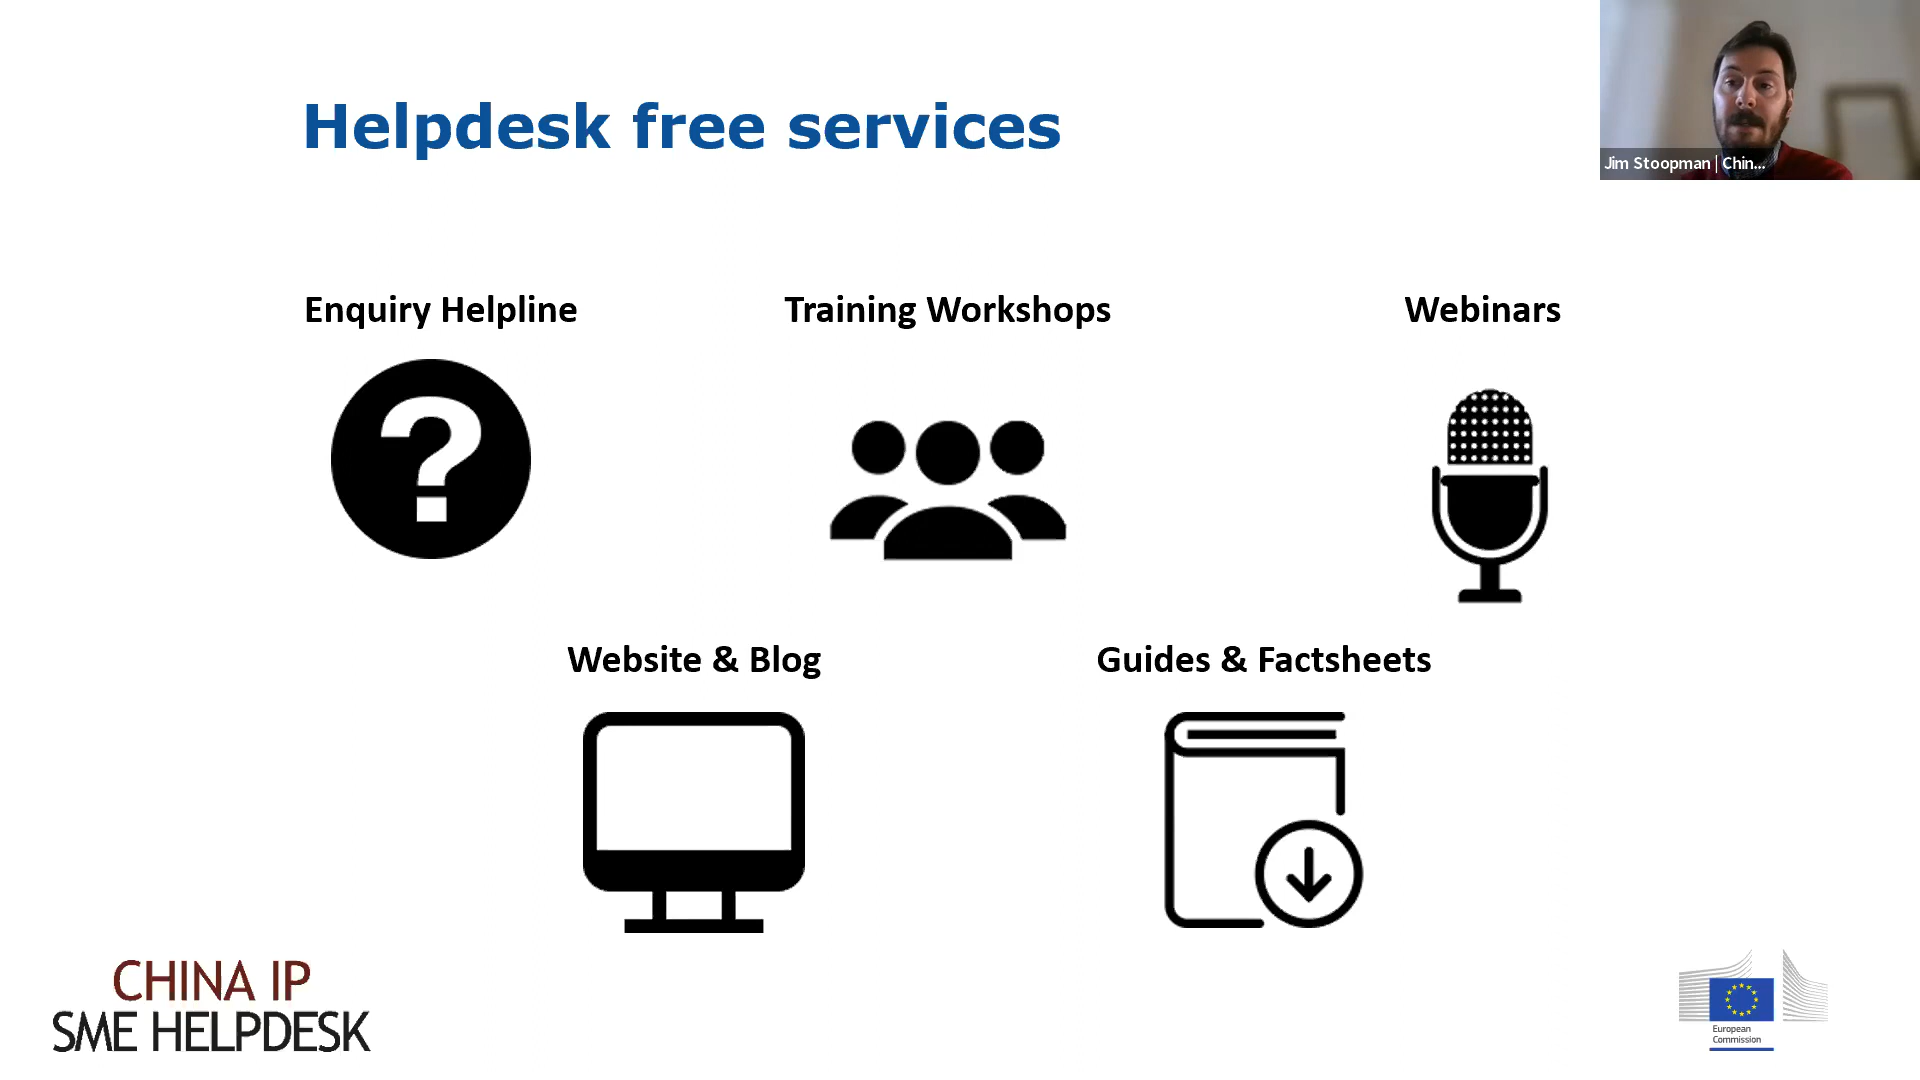 Helpdesk free services
Jim Stoopman | Chin...
Enquiry Helpline
Training Workshops
Webinars
?
Website & Blog
Guides & Factsheets
CHINA IP
SME HELPDESK
European
Commission